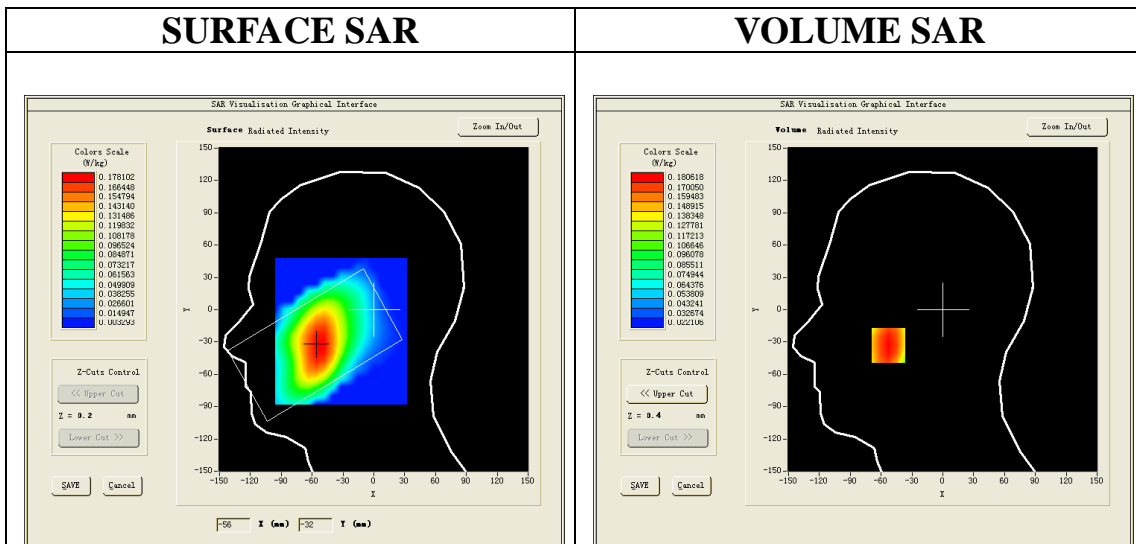 SURFACE SAR
VOLUME SAR
SAR Visualisation Graphical Interface
Surface Radiated Intensity
Zoom In/Out
Colors Scale
(W/kg)
0.178102
0.166448
0.154794
0.143140
0.131486
0.119832
0.108178
0.096524
0.084871
0.073217
0.061563
0.049909
0.038255
0.026601
0.014947
0.003293
Z-Cuts Control
<< Upper Cut
Z = 0.2 mm
Lower Cut >>
SAVE
Cancel
150
120
90
60
30
0
-30
-60
-90
-120
-150
Y
-150
-120
-90
-60
-30
0
30
60
90
120
150
X
-56 X (mm) -32 Y (mm)
SAR Visualisation Graphical Interface
Volume Radiated Intensity
Zoom In/Out
Colors Scale
(W/kg)
0.180618
0.170050
0.159483
0.148915
0.138348
0.127781
0.117213
0.106646
0.096078
0.085511
0.074944
0.064376
0.053809
0.043241
0.032674
0.022106
Z-Cuts Control
<< Upper Cut
Z = 0.4 mm
Lower Cut >>
SAVE
Cancel
150
120
90
60
30
0
-30
-60
-90
-120
-150
Y
-150
-120
-90
-60
-30
0
30
60
90
120
150
X